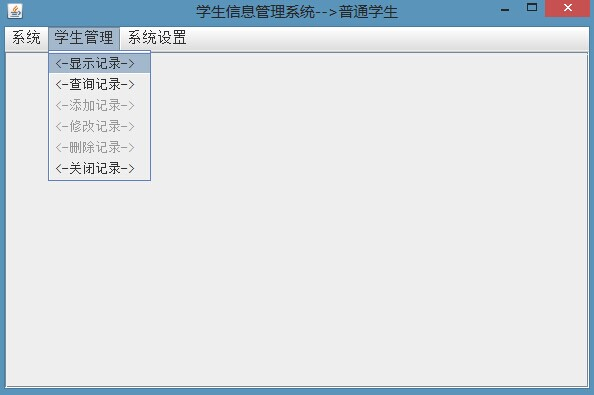 学生信息管理系统-->普通学生
系统 学生管理 系统设置
<-显示记录->
<-查询记录->
<-添加记录->
<-修改记录->
<-删除记录->
<-关闭记录->